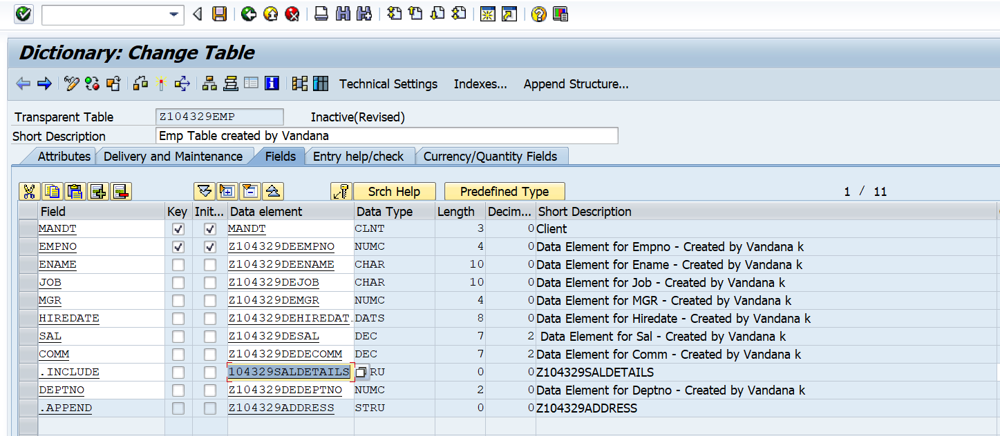 Dictionary: Change Table
Technical Settings Indexes... Append Structure...
Transparent Table Z104329EMP Inactive(Revised)
Short Description Emp Table created by Vandana
Attributes Delivery and Maintenance Fields Entry help/check Currency/Quantity Fields
Srch Help Predefined Type 1 / 11
Field Key Init... Data element Data Type Length Decim... Short Description
MANDT MANDT CLNT 3 0 Client
EMPNO Z104329DEEMPNO NUMC 4 0 Data Element for Empno - Created by Vandana k
ENAME Z104329DEENAME CHAR 10 0 Data Element for Ename - Created by Vandana k
JOB Z104329DEJOB CHAR 10 0 Data Element for Job - Created by Vandana k
MGR Z104329DEMGR NUMC 4 0 Data Element for MGR - Created by Vandana k
HIREDATE Z104329DEHIREDAT.. DATS 8 0 Data Element for Hiredate - Created by Vandana k
SAL Z104329DESAL DEC 7 2 Data Element for Sal - Created by Vandana k
COMM Z104329DEDECOMM DEC 7 2 Data Element for Comm - Created by Vandana k
.INCLUDE 104329SALDETAILS RU 0 0 Z104329SALDETAILS
DEPTNO Z104329DEDEPTNO NUMC 2 0 Data Element for Deptno - Created by Vandana k
.APPEND Z104329ADDRESS STRU 0 0 Z104329ADDRESS